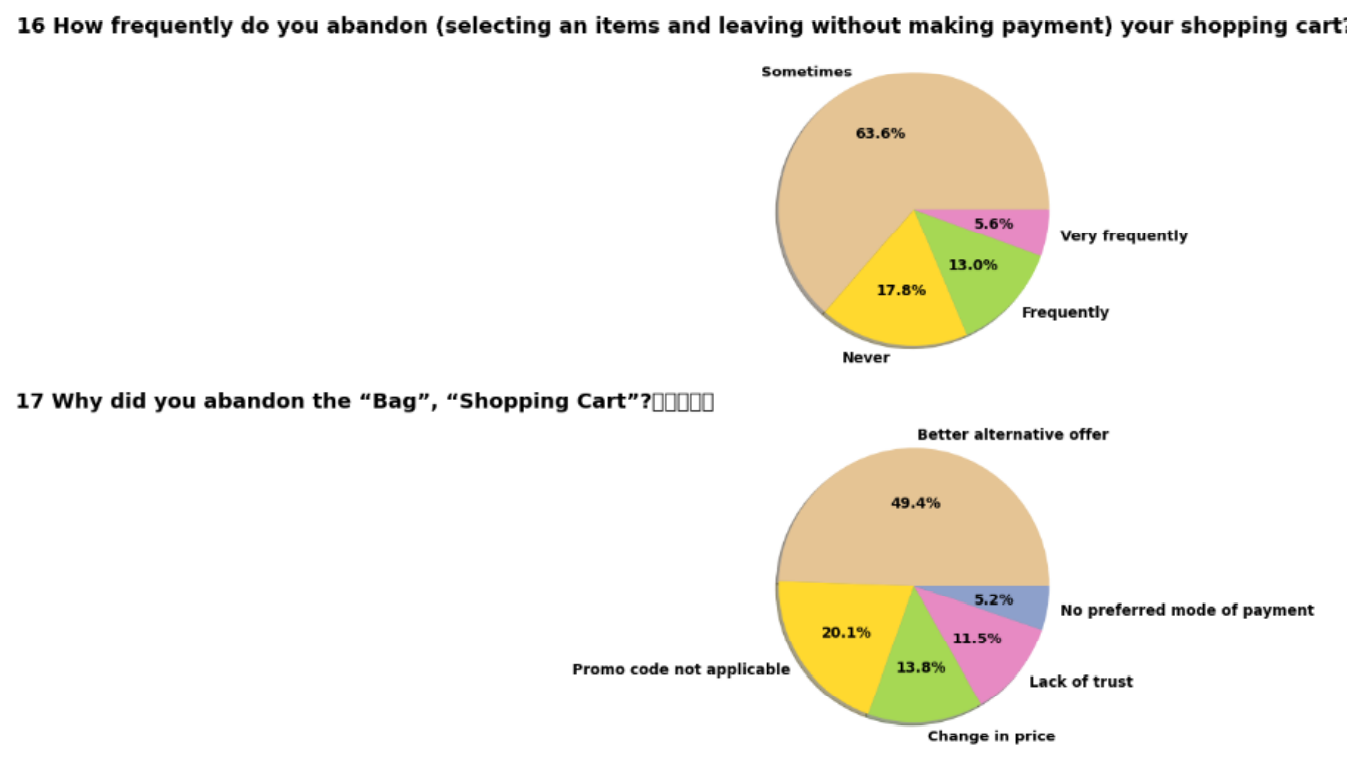 16 How frequently do you abandon (selecting an items and leaving without making payment) your shopping cart?
Sometimes
63.6%
5.6%
Very frequently
13.0%
17.8%
Frequently
Never
17 Why did you abandon the “Bag”, “Shopping Cart”?
Better alternative offer
49.4%
5.2%
No preferred mode of payment
20.1%
11.5%
Promo code not applicable
13.8%
Lack of trust
Change in price